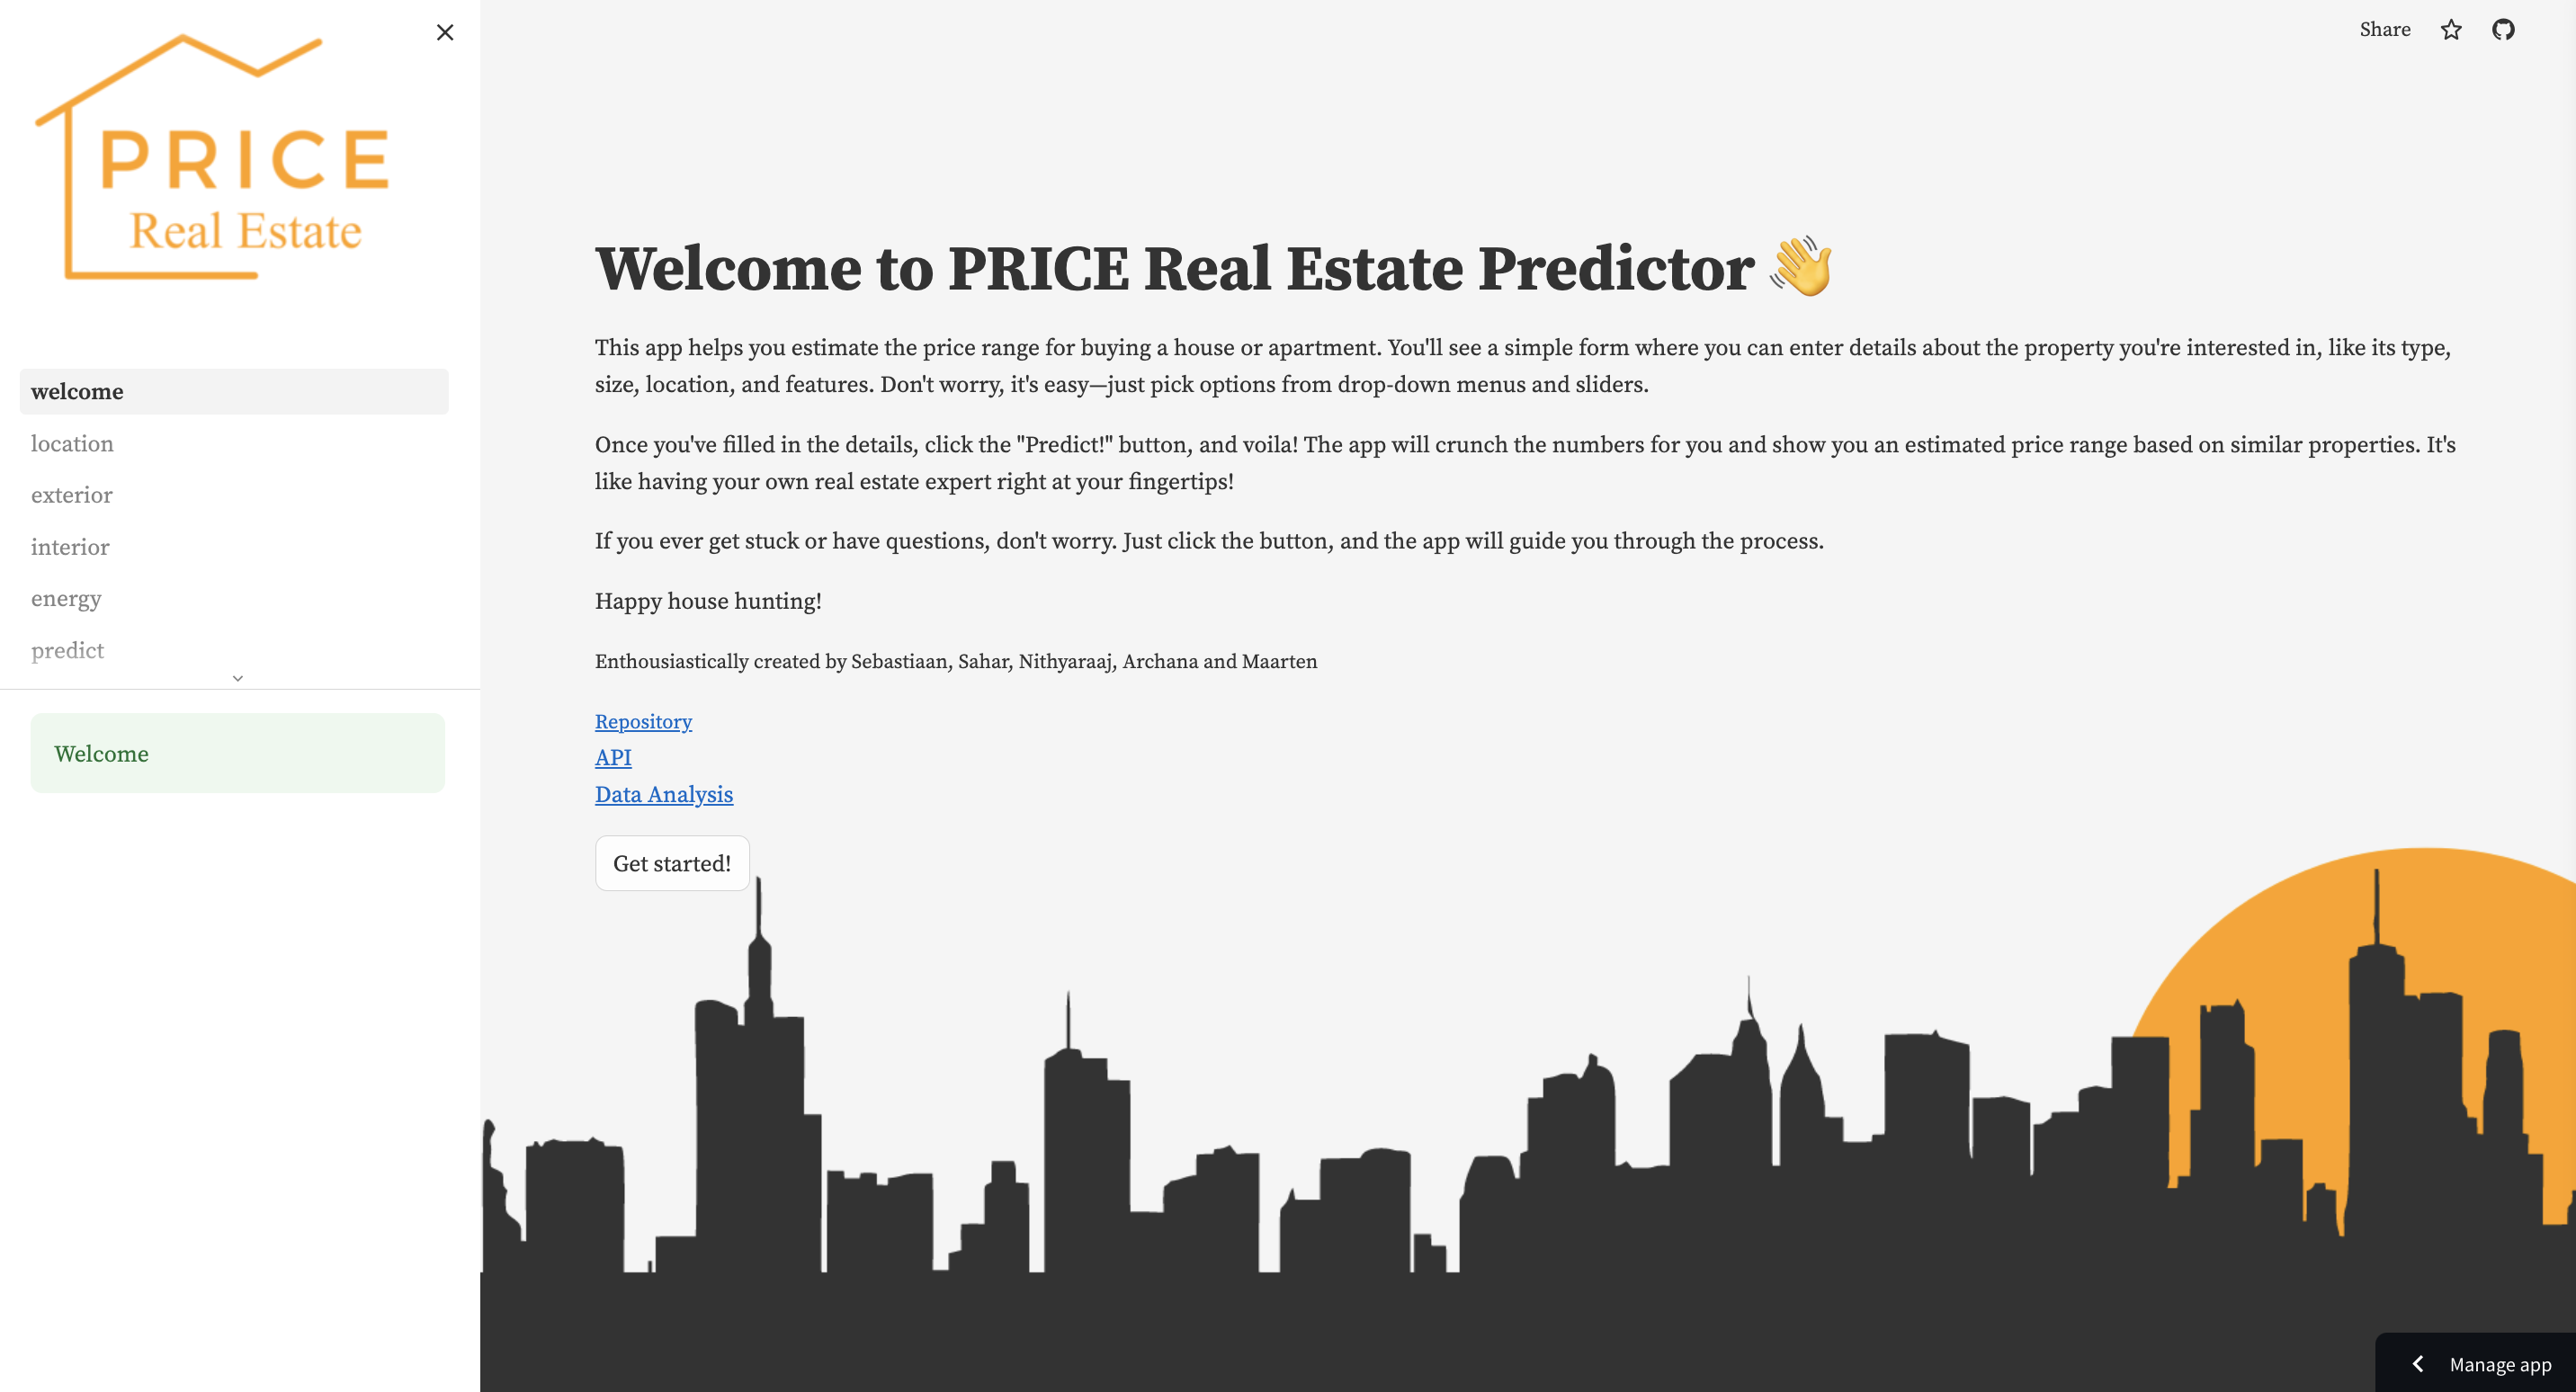 PRICE
Real Estate
welcome
location
exterior
interior
energy
predict
Welcome
Share
Welcome to PRICE Real Estate Predictor 👋
This app helps you estimate the price range for buying a house or apartment. You'll see a simple form where you can enter details about the property you're interested in, like its type,
size, location, and features. Don't worry, it's easy—just pick options from drop-down menus and sliders.
Once you've filled in the details, click the "Predict!" button, and voila! The app will crunch the numbers for you and show you an estimated price range based on similar properties. It's
like having your own real estate expert right at your fingertips!
If you ever get stuck or have questions, don't worry. Just click the button, and the app will guide you through the process.
Happy house hunting!
Enthousiastically created by Sebastiaan, Sahar, Nithyaraaj, Archana and Maarten
Repository
API
Data Analysis
Get started!
Manage app